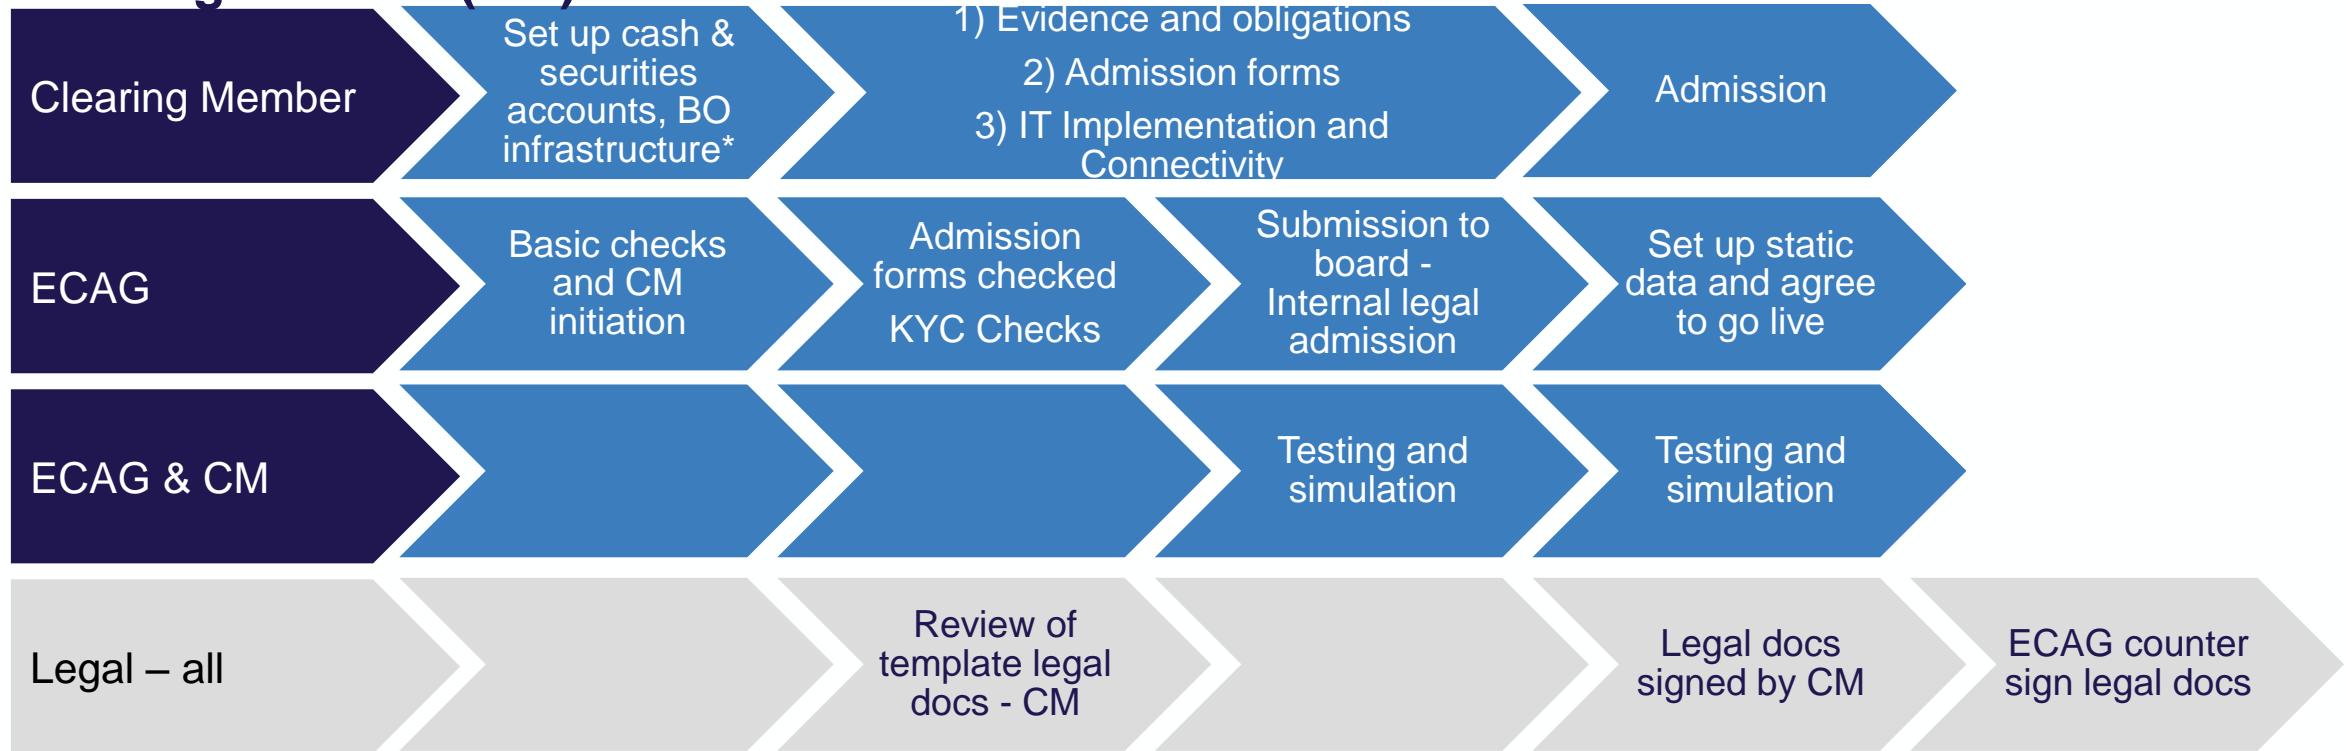 Clearing Member
Set up cash &
securities
accounts, BO
infrastructure*
1) Evidence and obligations
2) Admission forms
3) IT Implementation and
Connectivity
Admission
ECAG
Basic checks
and CM
initiation
Admission
forms checked
KYC Checks
Submission to
board -
Internal legal
admission
Set up static
data and agree
to go live
ECAG & CM
Testing and
simulation
Testing and
simulation
Legal – all
Review of
template legal
docs - CM
Legal docs
signed by CM
ECAG counter
sign legal docs